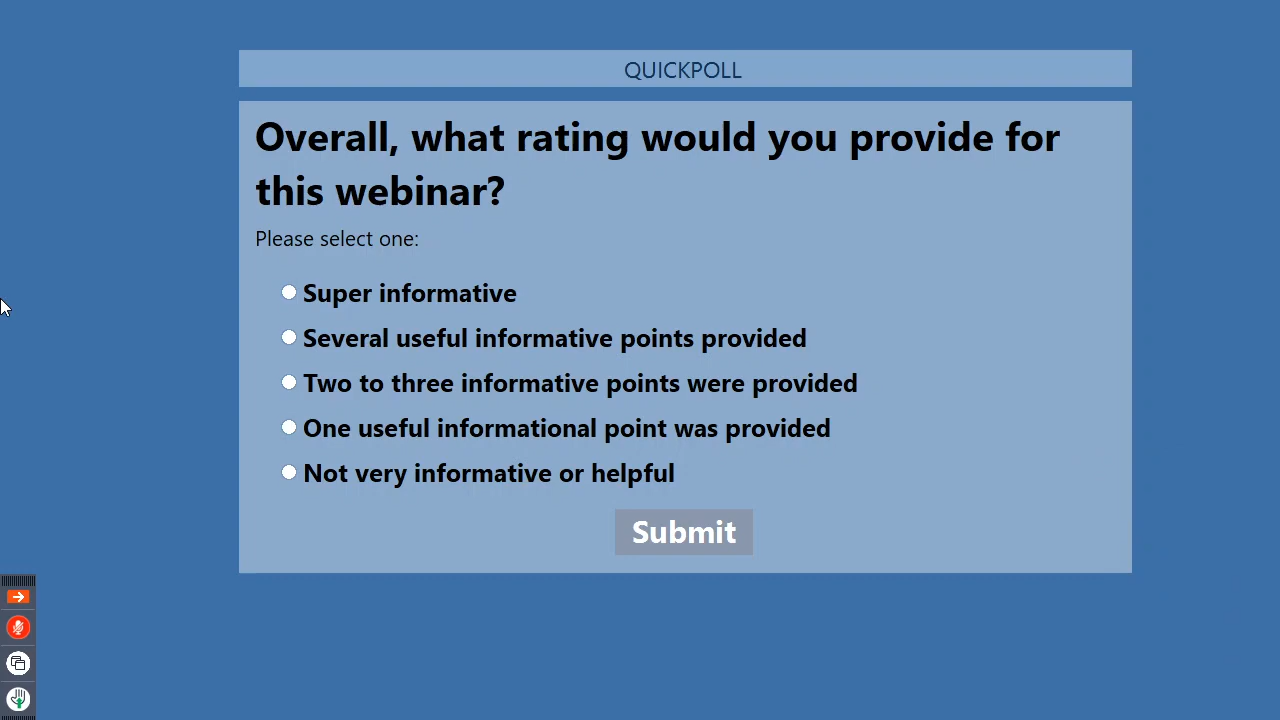 QUICKPOLL
Overall, what rating would you provide for
this webinar?
Please select one:
Super informative
Several useful informative points provided
Two to three informative points were provided
One useful informational point was provided
Not very informative or helpful
Submit